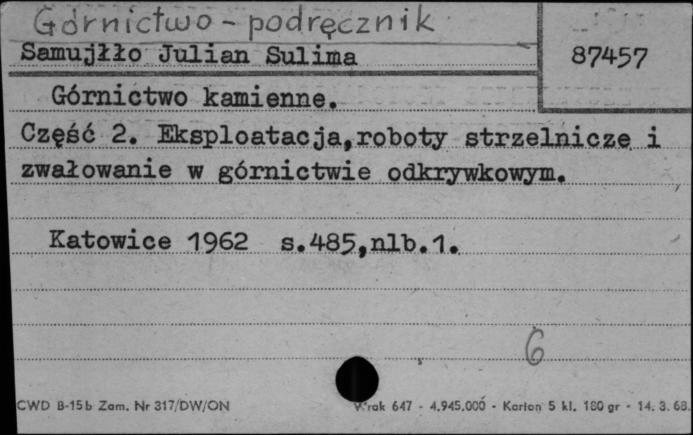 Górnictwo - podręcznik
Samujłło Julian Sulima
87457
Górnictwo kamienne.
Część 2. Eksploatacja,roboty strzelnicze i
zwałowanie w górnictwie odkrywkowym.
Katowice 1962 s.485,nlb.1.
6
CWD B-15b Zam. Nr 317/DW/ON
647 - 4.945.000 - Karton 5 kl. 180 gr - 14. 3. 68.